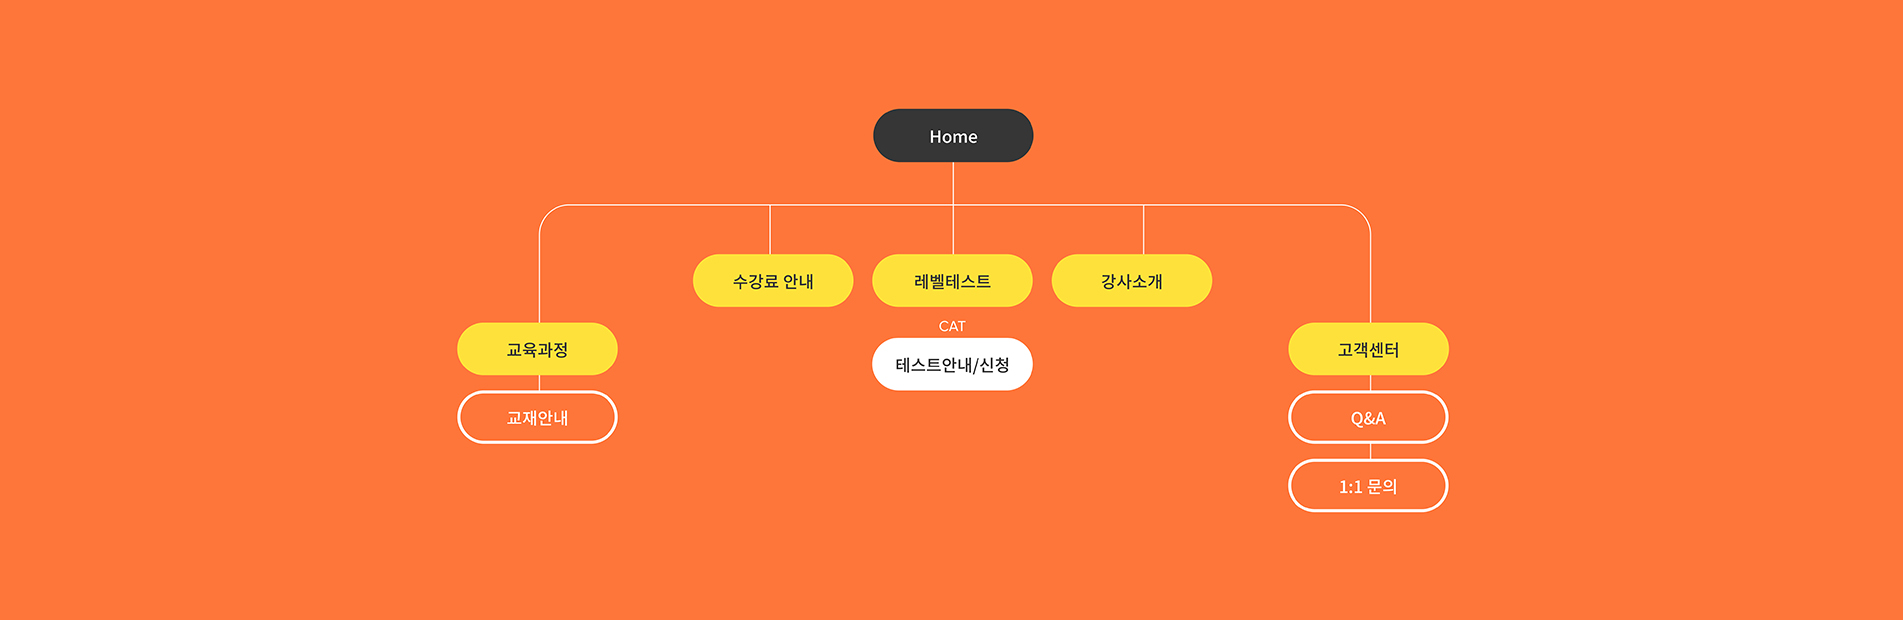 Home
수강료 안내
레벨테스트
강사소개
CAT
테스트안내/신청
교육과정
교재안내
고객센터
Q&A
1:1 문의